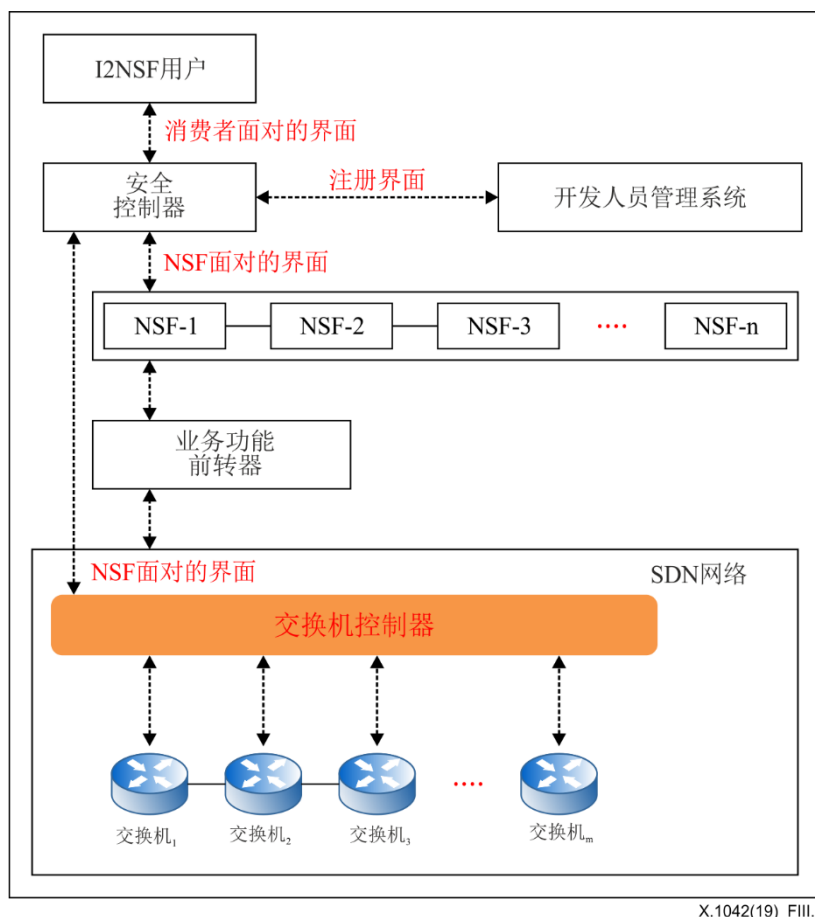 I2NSF用户
消费者面对的界面
安全
控制器
注册界面
开发人员管理系统
NSF面对的界面
NSF-1
NSF-2
NSF-3
....
NSF-n
业务功能
前转器
NSF面对的界面
SDN网络
交换机控制器
....
交换机1
交换机2
交换机3
交换机m
X.1042(19)_FIII.